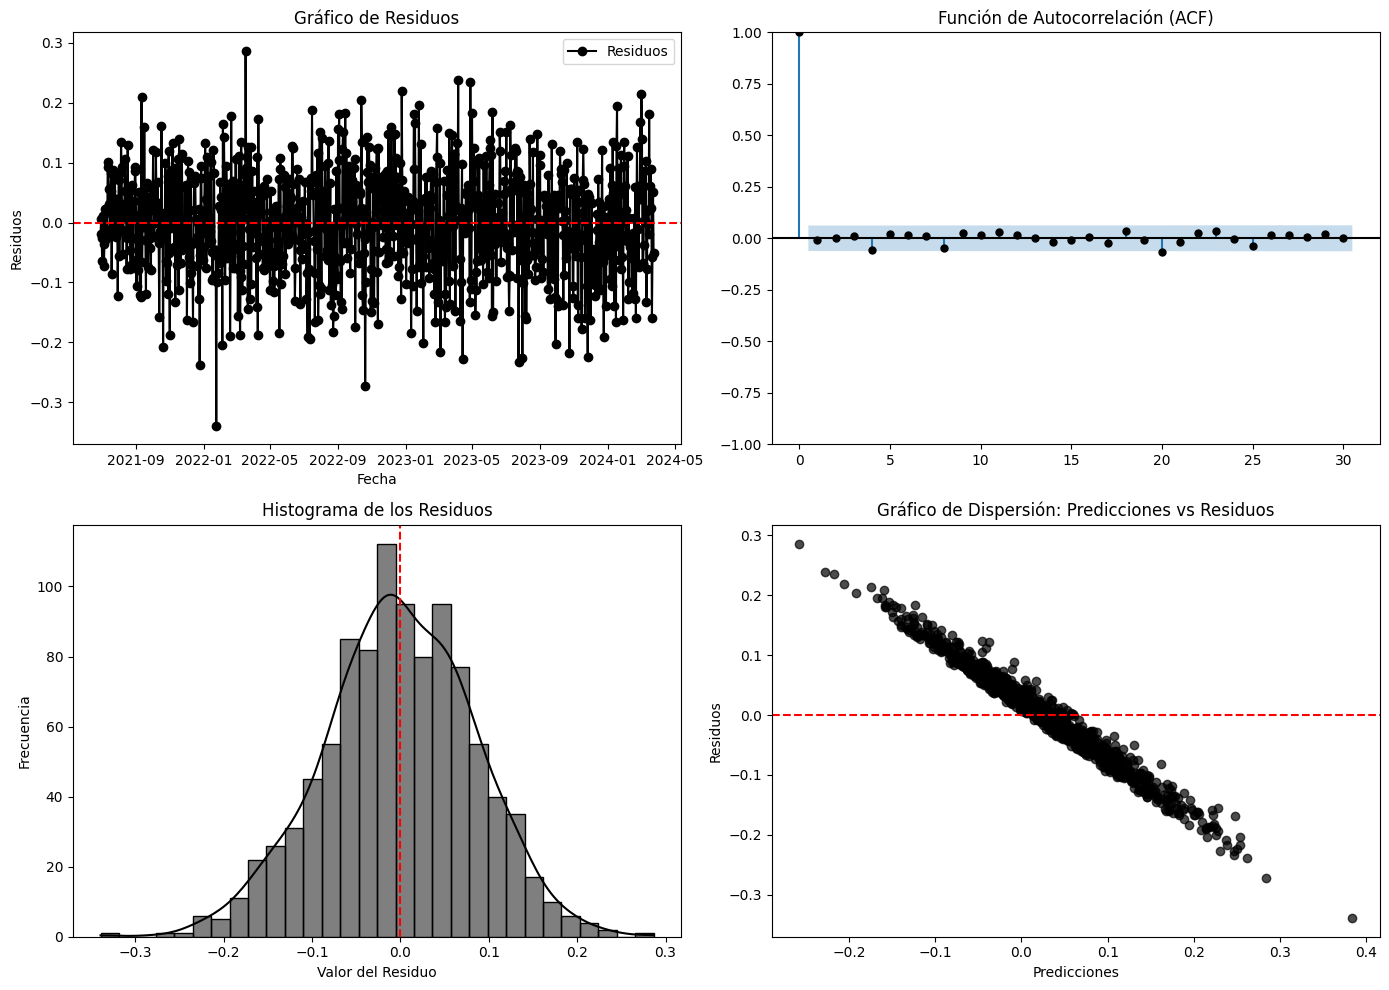 Gráfico de Residuos
0.3
0.2
0.1
0.0
−0.1
−0.2
−0.3
Residuos
Residuos
2021-09 2022-01 2022-05 2022-09 2023-01 2023-05 2023-09 2024-01 2024-05
Fecha
Función de Autocorrelación (ACF)
1.00
0.75
0.50
0.25
0.00
−0.25
−0.50
−0.75
−1.00
0 5 10 15 20 25 30
Histograma de los Residuos
100
80
60
40
20
0
Frecuencia
−0.3 −0.2 −0.1 0.0 0.1 0.2 0.3
Valor del Residuo
Gráfico de Dispersión: Predicciones vs Residuos
0.3
0.2
0.1
0.0
−0.1
−0.2
−0.3
Residuos
−0.2 −0.1 0.0 0.1 0.2 0.3 0.4
Predicciones